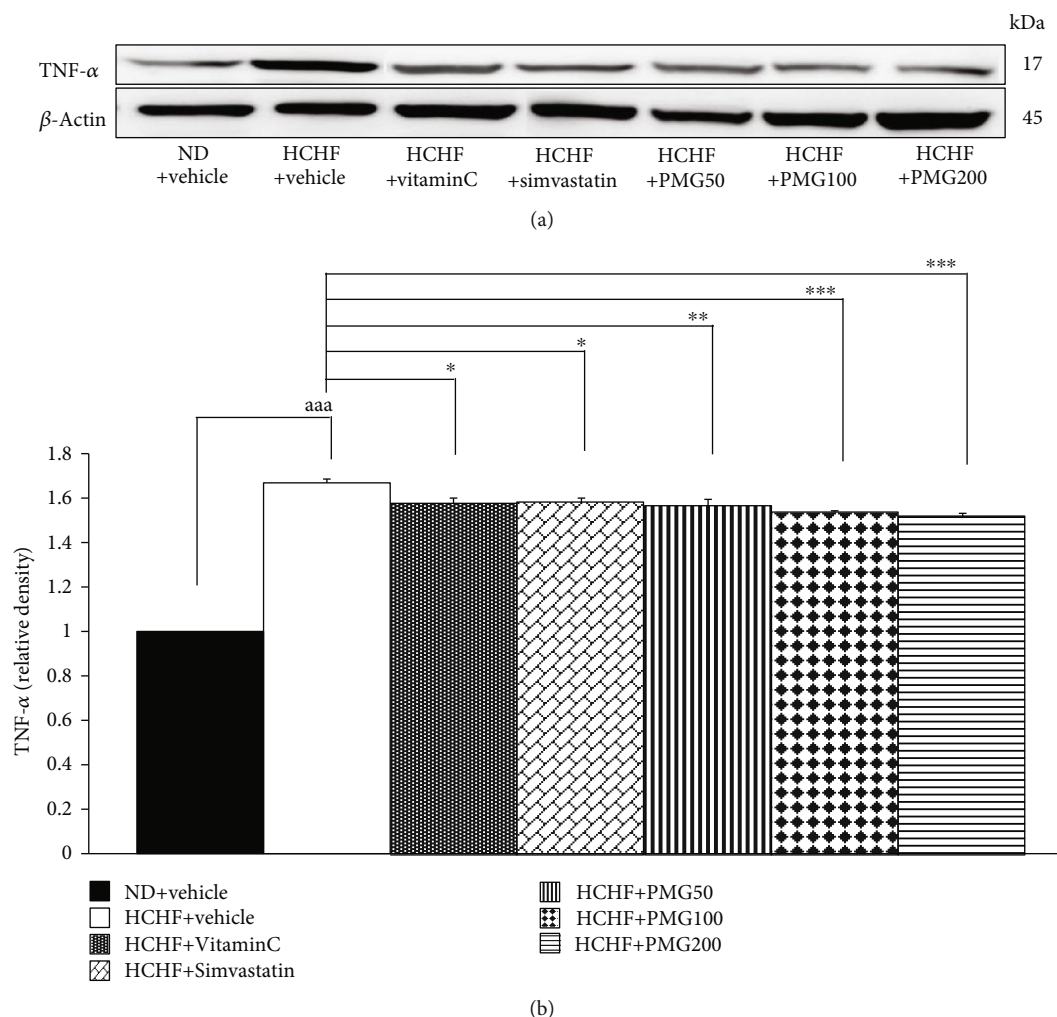 kDa
TNF-α 17
β-Actin 45
ND HCHF HCHF HCHF HCHF HCHF HCHF
+vehicle +vehicle +vitaminC +simvastatin +PMG50 +PMG100 +PMG200
(a)
***
***
**
*
*
aaa
1.8
1.6
1.4
1.2
1
0.8
0.6
0.4
0.2
0
TNF-α (relative density)
ND+vehicle
HCHF+vehicle
HCHF+VitaminC
HCHF+Simvastatin
HCHF+PMG50
HCHF+PMG100
HCHF+PMG200
(b)